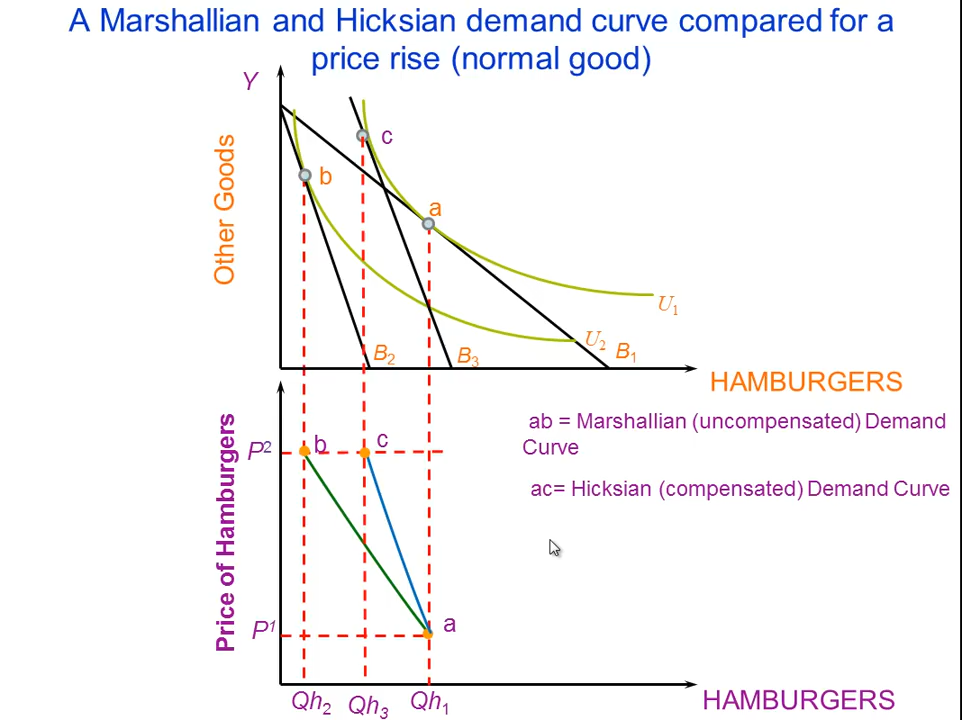 A Marshallian and Hicksian demand curve compared for a
price rise (normal good)
Y
Other Goods
c
b
a
U1
U2
B2
B3
B1
HAMBURGERS
ab = Marshallian (uncompensated) Demand
Curve
ac= Hicksian (compensated) Demand Curve
Price of Hamburgers
P2
b
c
P1
a
Qh2
Qh3
Qh1
HAMBURGERS